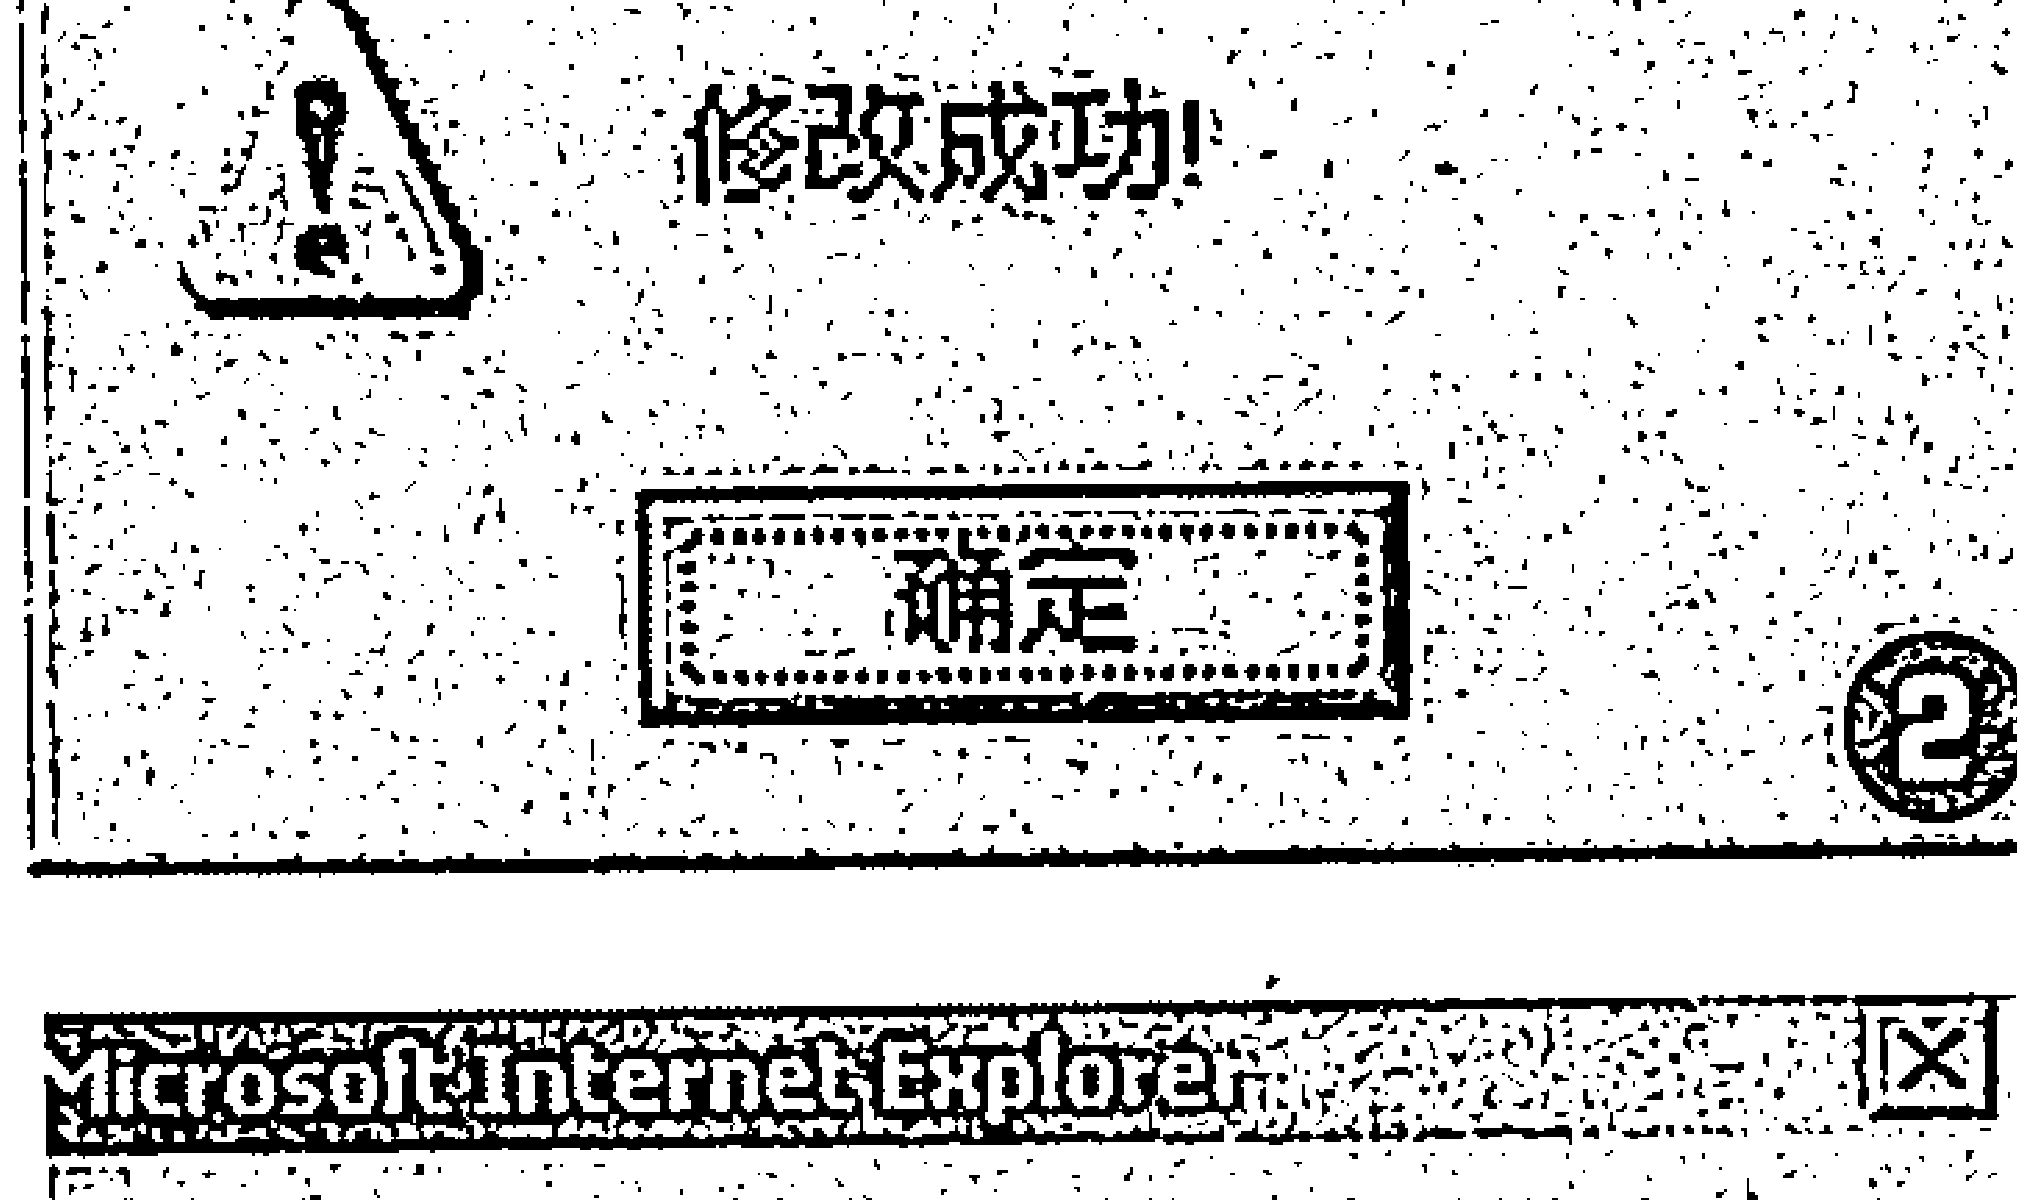 修改成功!
确定
2
Microsoft Internet Explorer